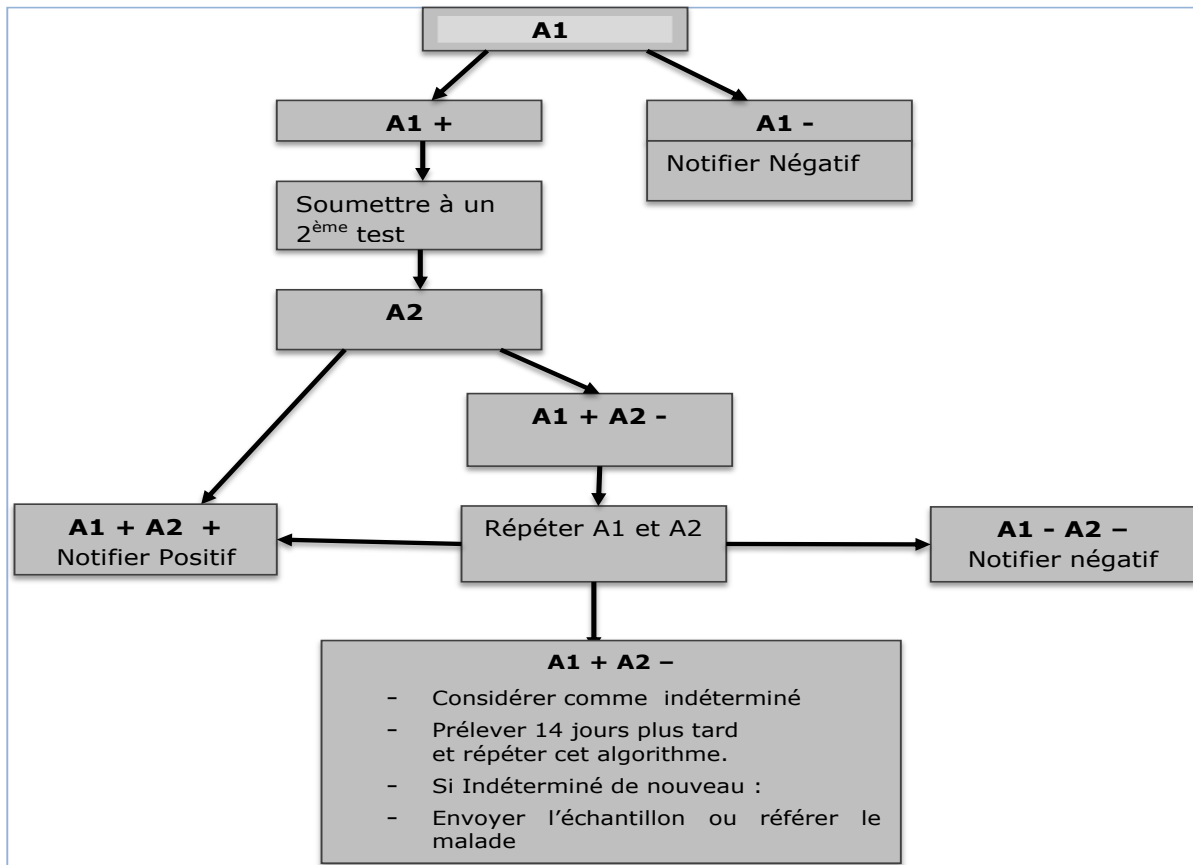 A1
A1 +
A1 -
Notifier Négatif
Soumettre à un
2ème test
A2
A1 + A2 -
A1 + A2 +
Notifier Positif
Répéter A1 et A2
A1 - A2 –
Notifier négatif
A1 + A2 –
- Considérer comme indéterminé
- Prélever 14 jours plus tard
et répéter cet algorithme.
- Si Indéterminé de nouveau :
- Envoyer l’échantillon ou référer le
malade